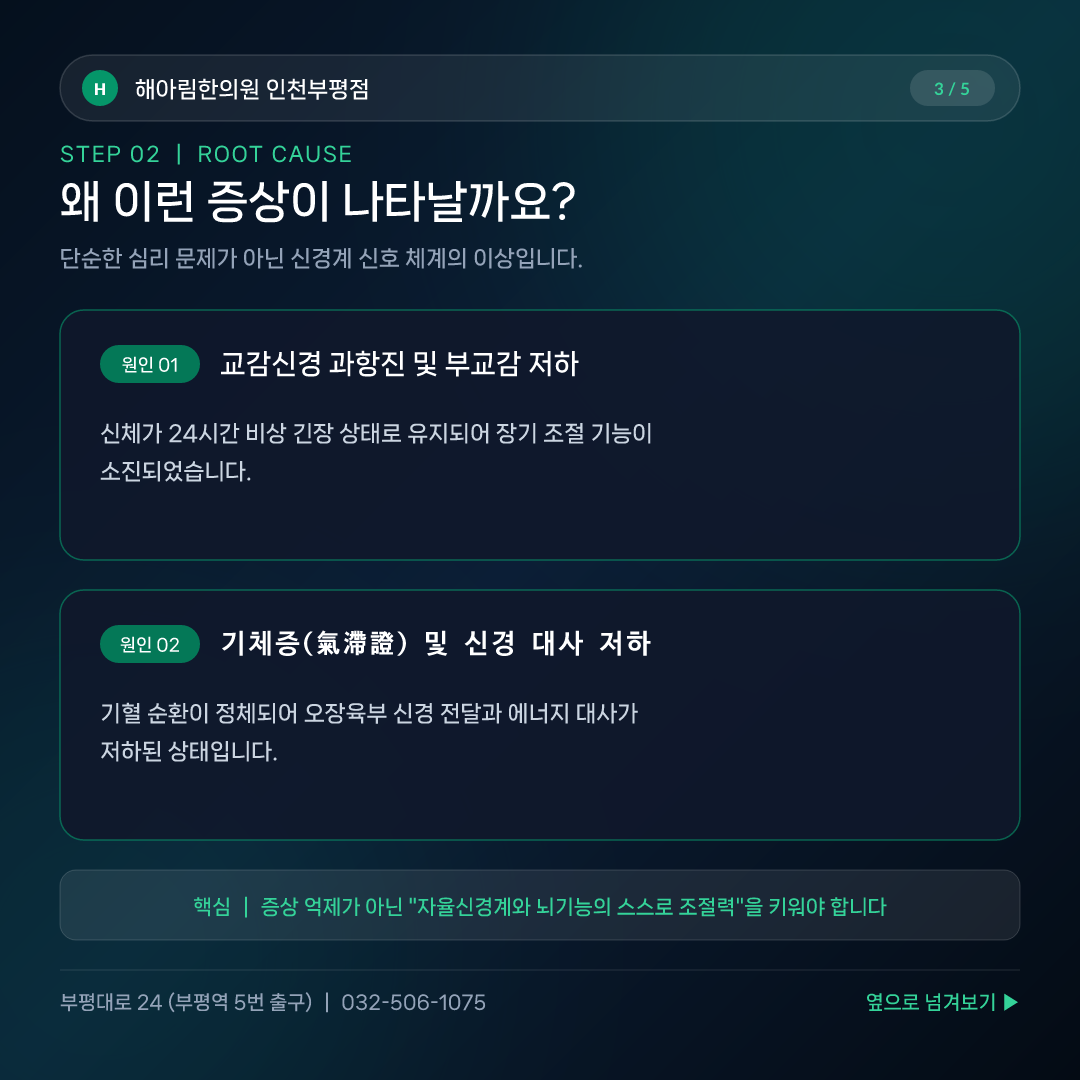 H 해아림한의원 인천부평점 3 / 5
STEP 02 | ROOT CAUSE
왜 이런 증상이 나타날까요?
단순한 심리 문제가 아닌 신경계 신호 체계의 이상입니다.
원인 01 교감신경 과항진 및 부교감 저하
신체가 24시간 비상 긴장 상태로 유지되어 장기 조절 기능이
소진되었습니다.
원인 02 기체증(氣滯證) 및 신경 대사 저하
기혈 순환이 정체되어 오장육부 신경 전달과 에너지 대사가
저하된 상태입니다.
핵심 | 증상 억제가 아닌 "자율신경계와 뇌기능의 스스로 조절력"을 키워야 합니다
부평대로 24 (부평역 5번 출구) | 032-506-1075 옆으로 넘겨보기 ▶